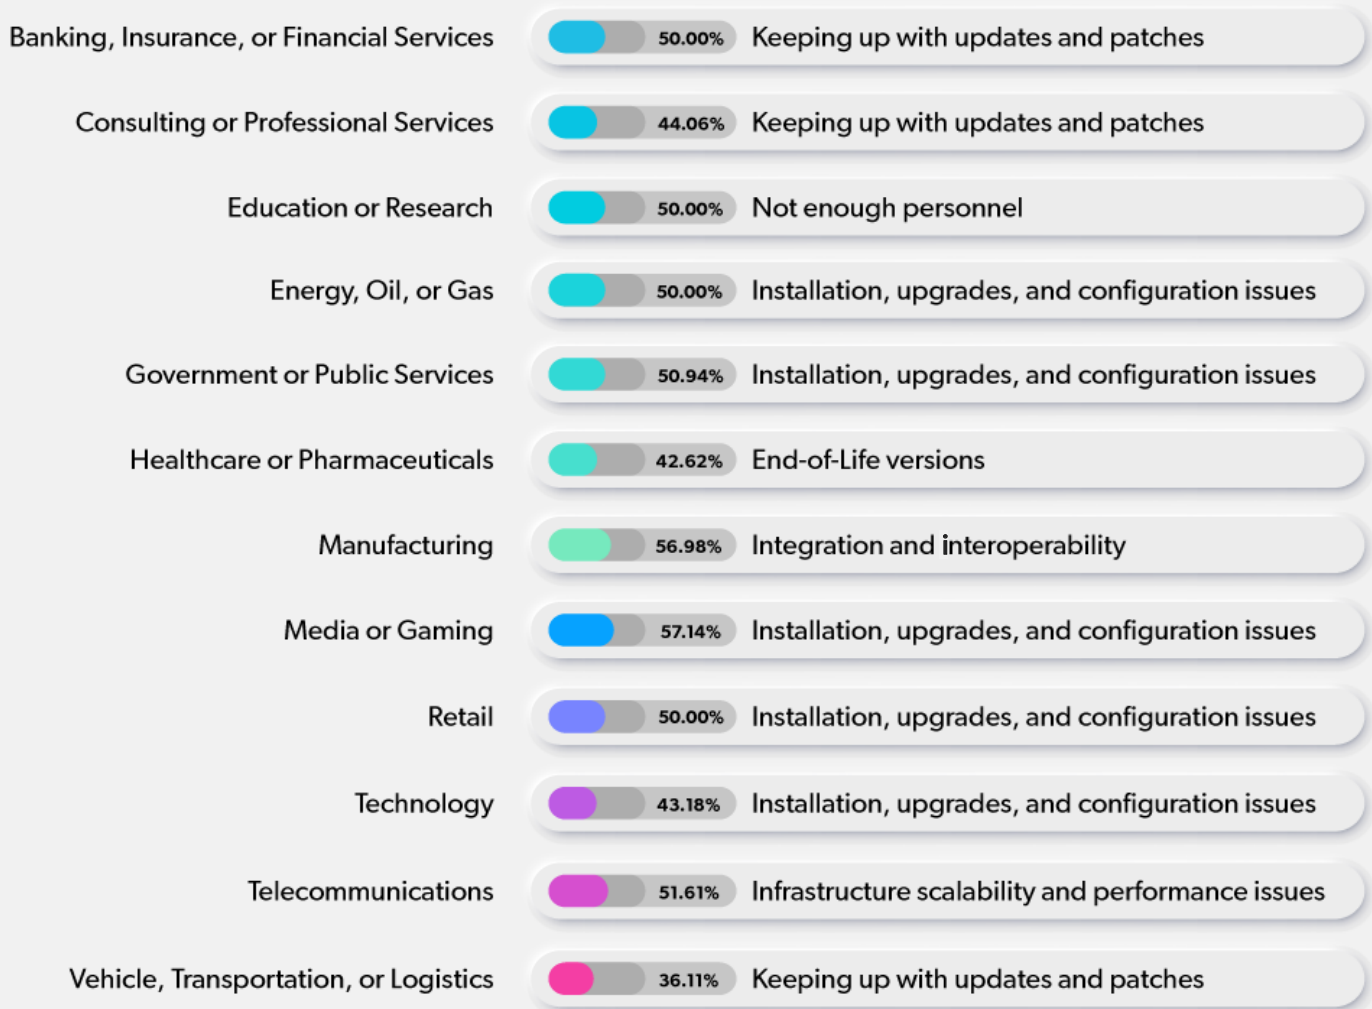 Banking, Insurance, or Financial Services 50.00% Keeping up with updates and patches
Consulting or Professional Services 44.06% Keeping up with updates and patches
Education or Research 50.00% Not enough personnel
Energy, Oil, or Gas 50.00% Installation, upgrades, and configuration issues
Government or Public Services 50.94% Installation, upgrades, and configuration issues
Healthcare or Pharmaceuticals 42.62% End-of-Life versions
Manufacturing 56.98% Integration and interoperability
Media or Gaming 57.14% Installation, upgrades, and configuration issues
Retail 50.00% Installation, upgrades, and configuration issues
Technology 43.18% Installation, upgrades, and configuration issues
Telecommunications 51.61% Infrastructure scalability and performance issues
Vehicle, Transportation, or Logistics 36.11% Keeping up with updates and patches